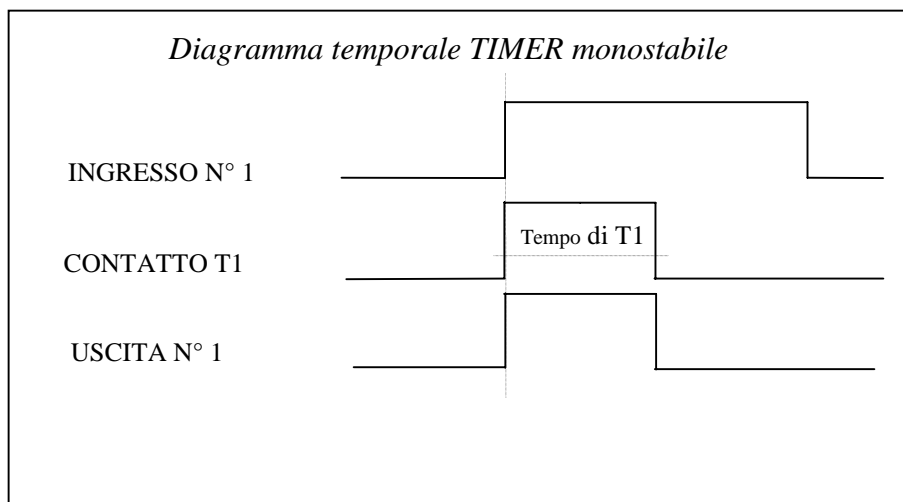 Diagramma temporale TIMER monostabile
INGRESSO N° 1
CONTATTO T1
Tempo di T1
USCITA N° 1